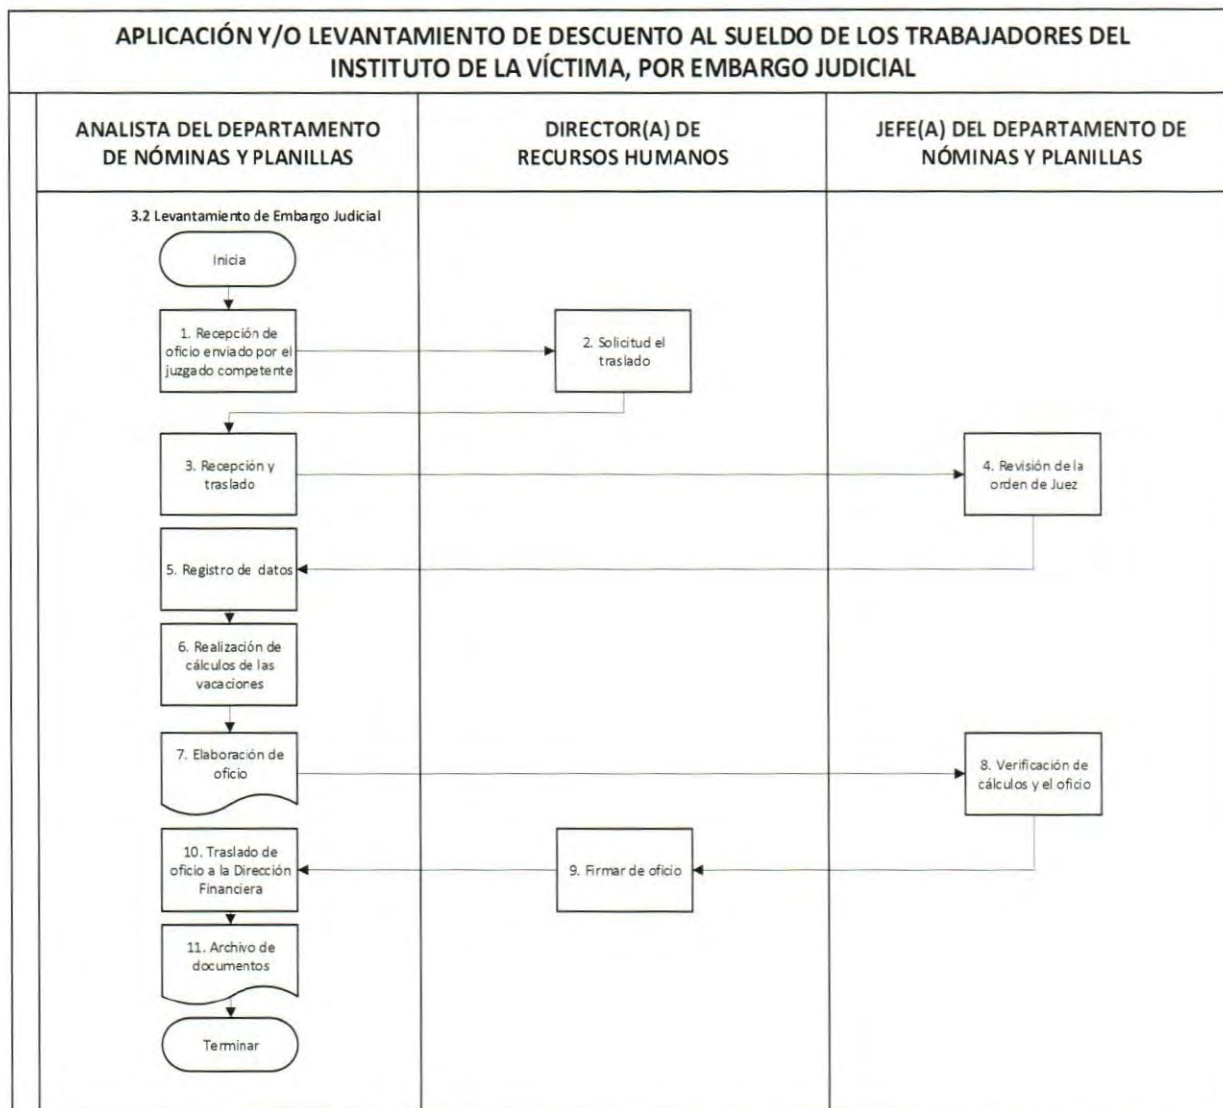 APLICACIÓN Y/O LEVANTAMIENTO DE DESCUENTO AL SUELDO DE LOS TRABAJADORES DEL
INSTITUTO DE LA VÍCTIMA, POR EMBARGO JUDICIAL
ANALISTA DEL DEPARTAMENTO
DE NÓMINAS Y PLANILLAS
DIRECTOR(A) DE
RECURSOS HUMANOS
JEFE(A) DEL DEPARTAMENTO DE
NÓMINAS Y PLANILLAS
3.2 Levantamiento de Embargo Judicial
Inicia
1. Recepción de
oficio enviado por el
juzgado competente
2. Solicitud el
traslado
3. Recepción y
traslado
4. Revisión de la
orden de Juez
5. Registro de datos
6. Realización de
cálculos de las
vacaciones
7. Elaboración de
oficio
8. Verificación de
cálculos y el oficio
10. Traslado de
oficio a la Dirección
Financiera
9. Firmar de oficio
11. Archivo de
documentos
Terminar